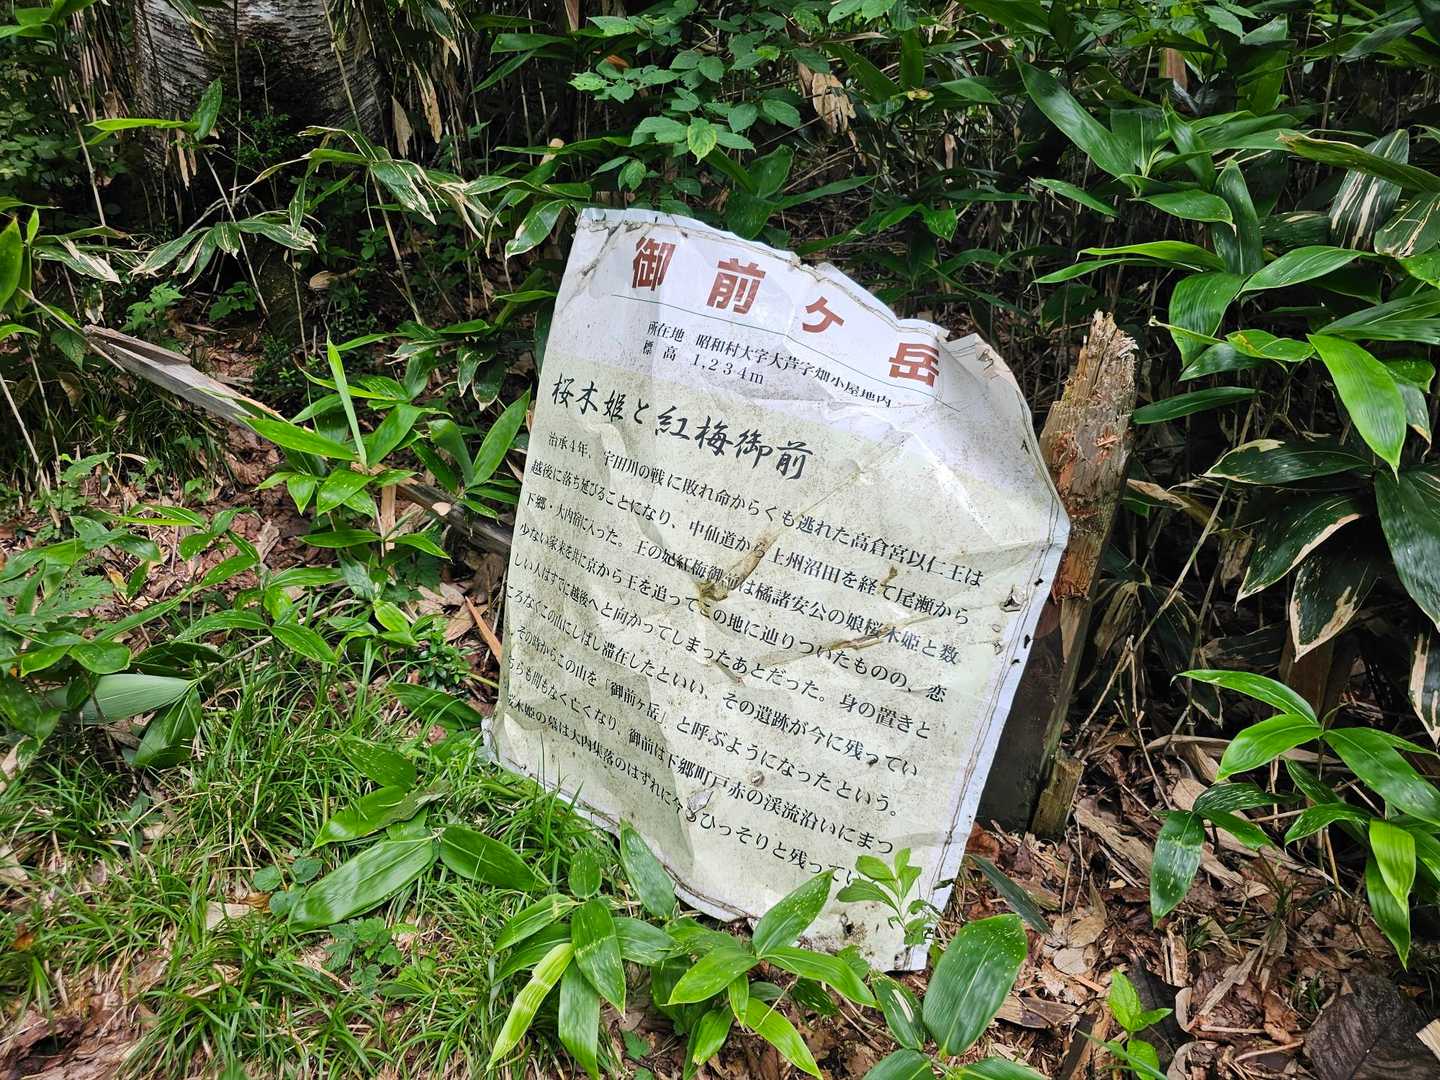 御前ヶ岳
所在地 昭和村大字大芦字畑小屋地内
標高 1,234m
桜木姫と紅梅御前
治承4年、宇田川の戦に敗れ命からくも逃れた高倉宮以仁王は
越後に落ち延びることになり、中仙道から上州沼田を経て尾瀬から
下郷・大内宿に入った。王の妃紅梅御前は橘諸安公の娘桜木姫と数
少ない家来を共に京から王を追ってこの地に辿りついたものの、恋
しい人はすでに越後へと向かってしまったあとだった。身の置きと
ころなくこの山にしばし滞在したといい、その遺跡が今に残ってい
その時からこの山を「御前ヶ岳」と呼ぶようになったという。
ちらも間もなく亡くなり、御前は下郷町戸赤の渓流沿いにまつ
桜木姫の墓は大内集落のはずれに今もひっそりと残ってい